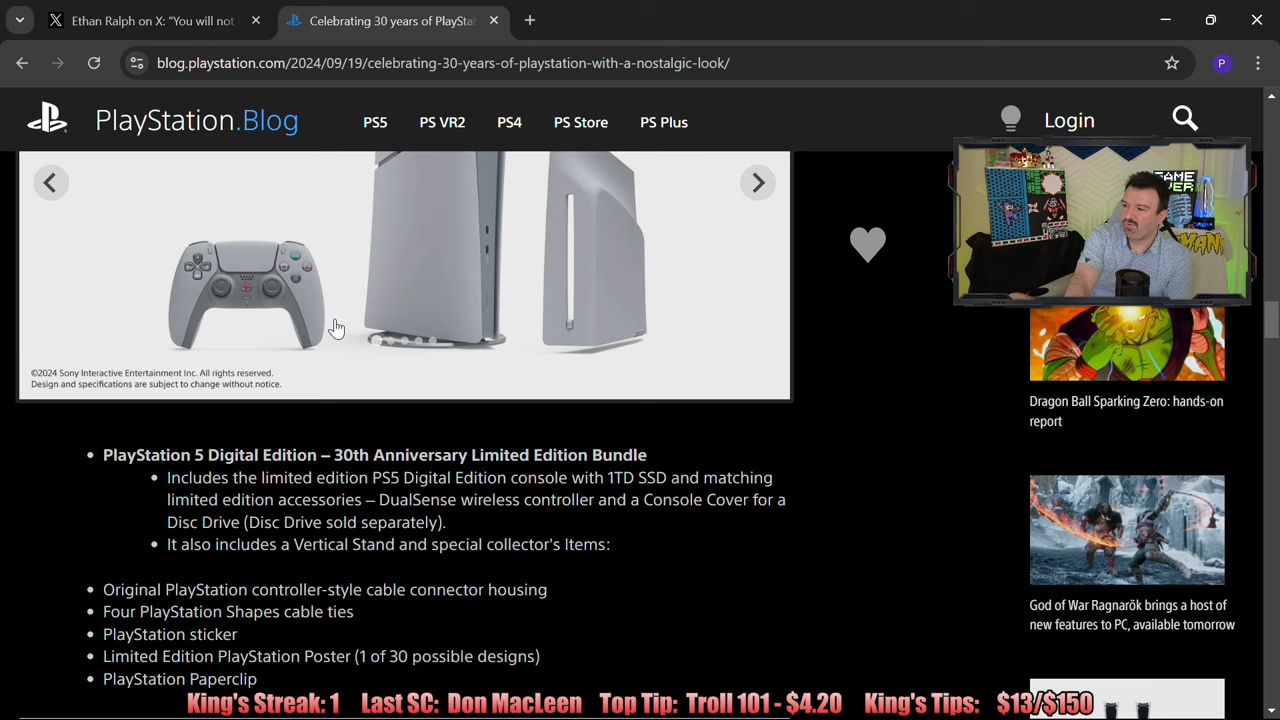 Ethan Ralph on X: "You will not
Celebrating 30 years of PlaySta
P
blog.playstation.com/2024/09/19/celebrating-30-years-of-playstation-with-a-nostalgic-look/
PlayStation.Blog
PS5
PS VR2
PS4
PS Store
PS Plus
Login
GAME
©2024 Sony Interactive Entertainment Inc. All rights reserved.
Design and specifications are subject to change without notice.
Dragon Ball Sparking Zero: hands-on
report
• PlayStation 5 Digital Edition – 30th Anniversary Limited Edition Bundle
• Includes the limited edition PS5 Digital Edition console with 1TD SSD and matching
limited edition accessories – DualSense wireless controller and a Console Cover for a
Disc Drive (Disc Drive sold separately).
• It also includes a Vertical Stand and special collector's Items:
• Original PlayStation controller-style cable connector housing
• Four PlayStation Shapes cable ties
• PlayStation sticker
• Limited Edition PlayStation Poster (1 of 30 possible designs)
• PlayStation Paperclip
God of War Ragnarök brings a host of
new features to PC, available tomorrow
King's Streak: 1 Last SC: Don MacLeen Top Tip: Troll 101 - $4.20 King's Tips: $13/$150